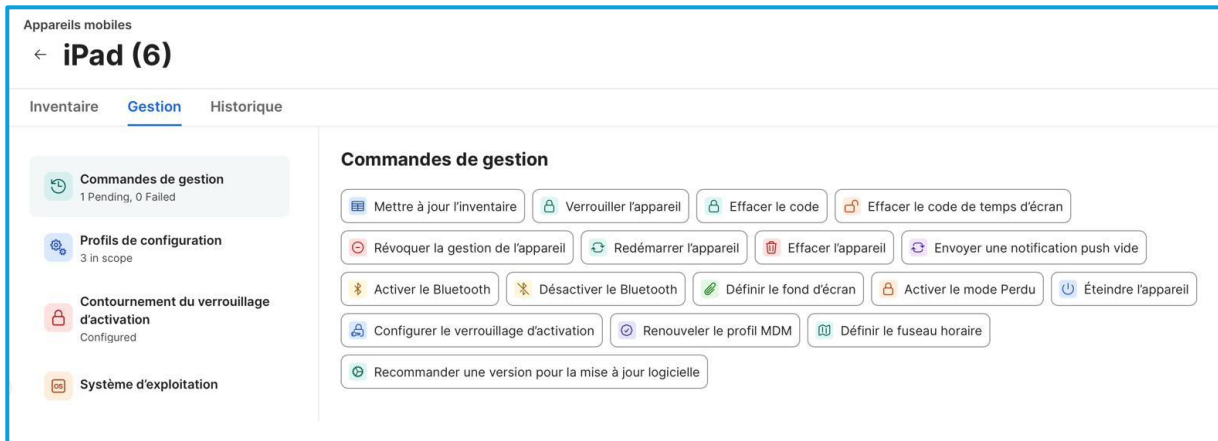 Appareils mobiles
← iPad (6)
Inventaire Gestion Historique
Commandes de gestion
1 Pending, 0 Failed
Profils de configuration
3 in scope
Contournement du verrouillage
d’activation
Configured
OS Système d’exploitation
Commandes de gestion
Mettre à jour l’inventaire Verrouiller l’appareil Effacer le code Effacer le code de temps d’écran
Révoquer la gestion de l’appareil Redémarrer l’appareil Effacer l’appareil Envoyer une notification push vide
Activer le Bluetooth Désactiver le Bluetooth Définir le fond d’écran Activer le mode Perdu Éteindre l’appareil
Configurer le verrouillage d’activation Renouveler le profil MDM Définir le fuseau horaire
Recommander une version pour la mise à jour logicielle